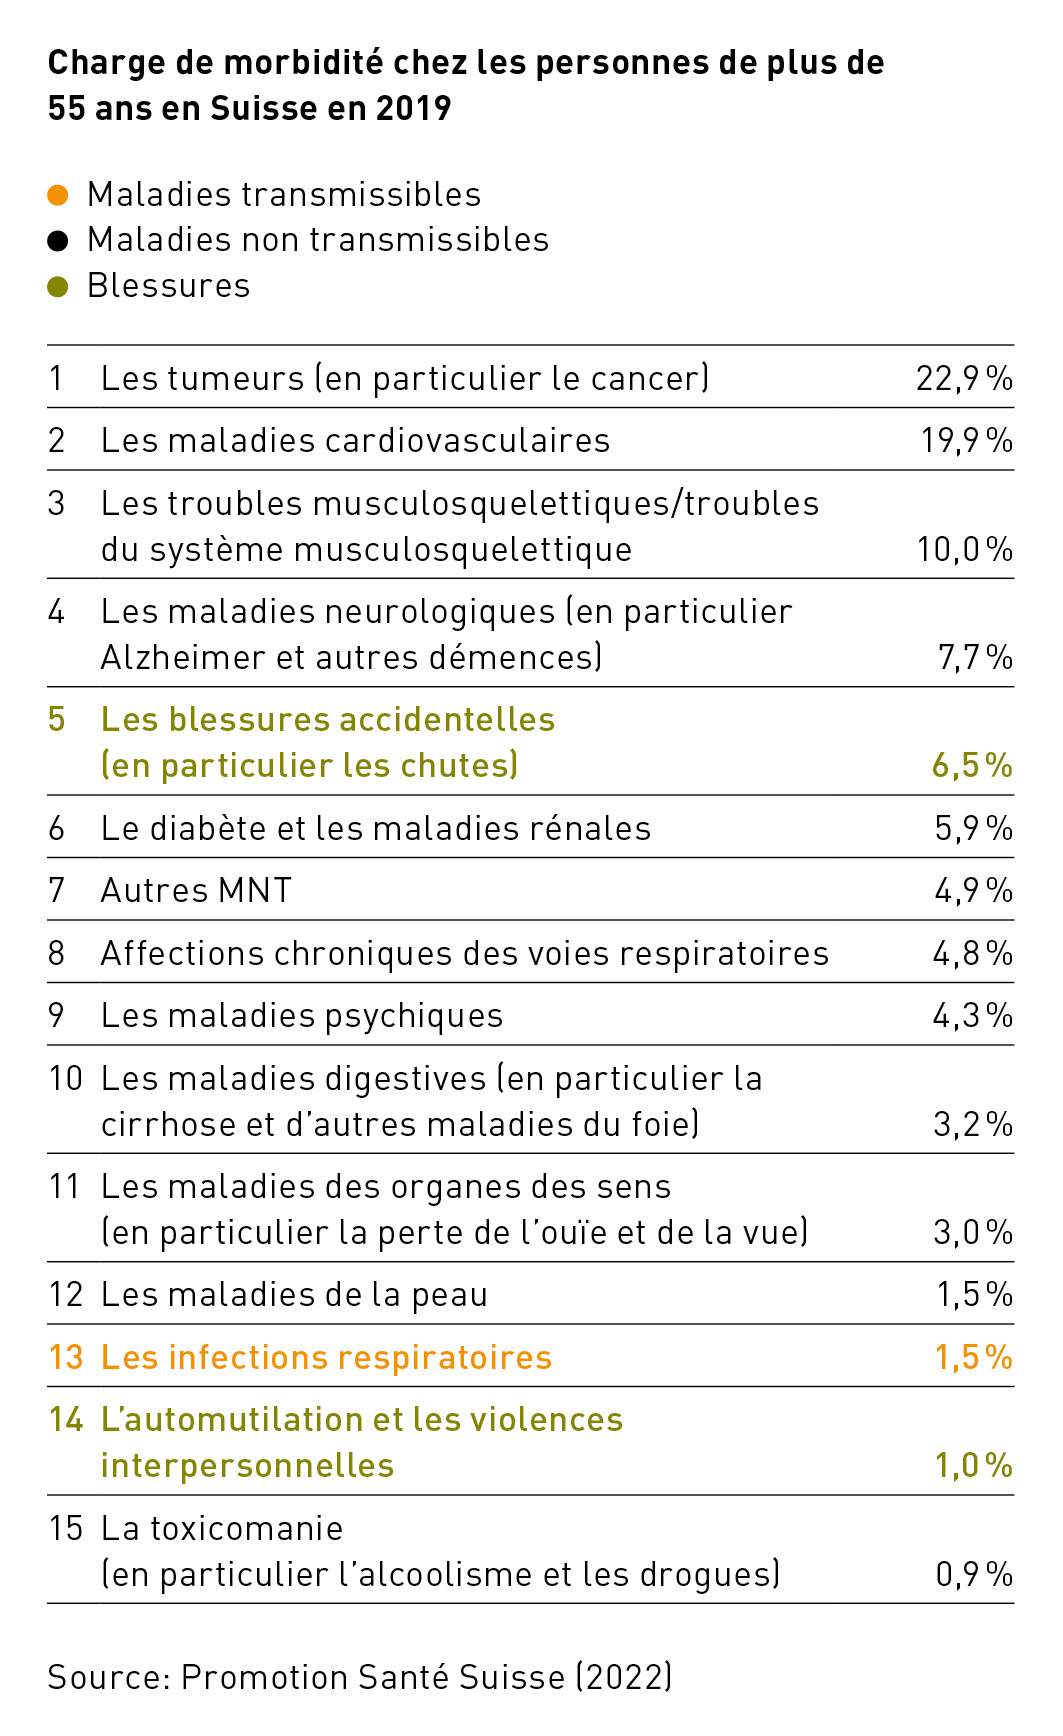 Charge de morbidité chez les personnes de plus de
55 ans en Suisse en 2019
Maladies transmissibles
Maladies non transmissibles
Blessures
1 Les tumeurs (en particulier le cancer) 22,9 %
2 Les maladies cardiovasculaires 19,9 %
3 Les troubles musculosquelettiques/troubles
du système musculosquelettique 10,0 %
4 Les maladies neurologiques (en particulier
Alzheimer et autres démences) 7,7 %
5 Les blessures accidentelles
(en particulier les chutes) 6,5 %
6 Le diabète et les maladies rénales 5,9 %
7 Autres MNT 4,9 %
8 Affections chroniques des voies respiratoires 4,8 %
9 Les maladies psychiques 4,3 %
10 Les maladies digestives (en particulier la
cirrhose et d’autres maladies du foie) 3,2 %
11 Les maladies des organes des sens
(en particulier la perte de l’ouïe et de la vue) 3,0 %
12 Les maladies de la peau 1,5 %
13 Les infections respiratoires 1,5 %
14 L’automutilation et les violences
interpersonnelles 1,0 %
15 La toxicomanie
(en particulier l’alcoolisme et les drogues) 0,9 %
Source: Promotion Santé Suisse (2022)